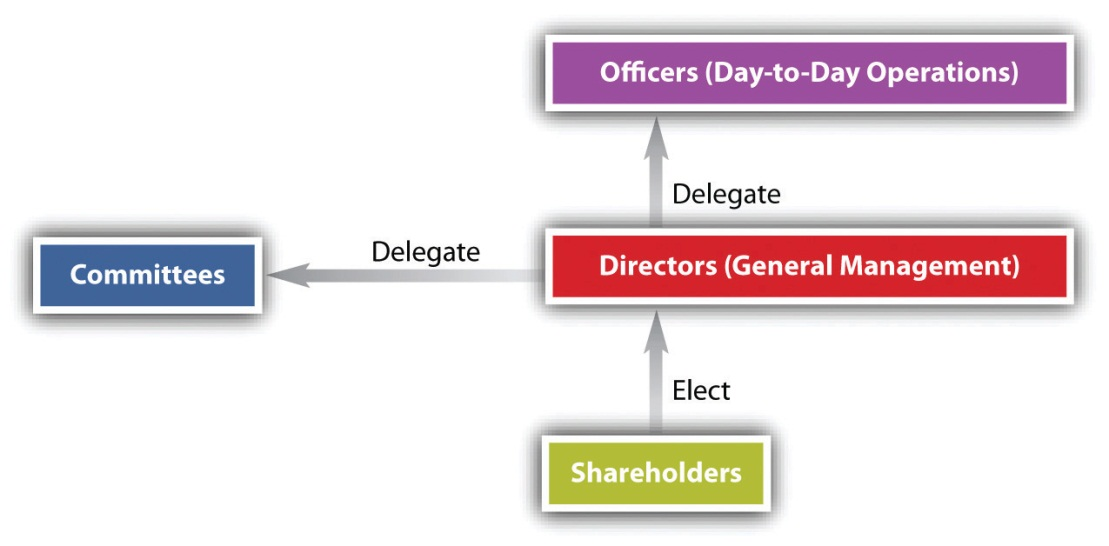 Officers (Day-to-Day Operations)
Delegate
Delegate
Directors (General Management)
Committees
Elect
Shareholders